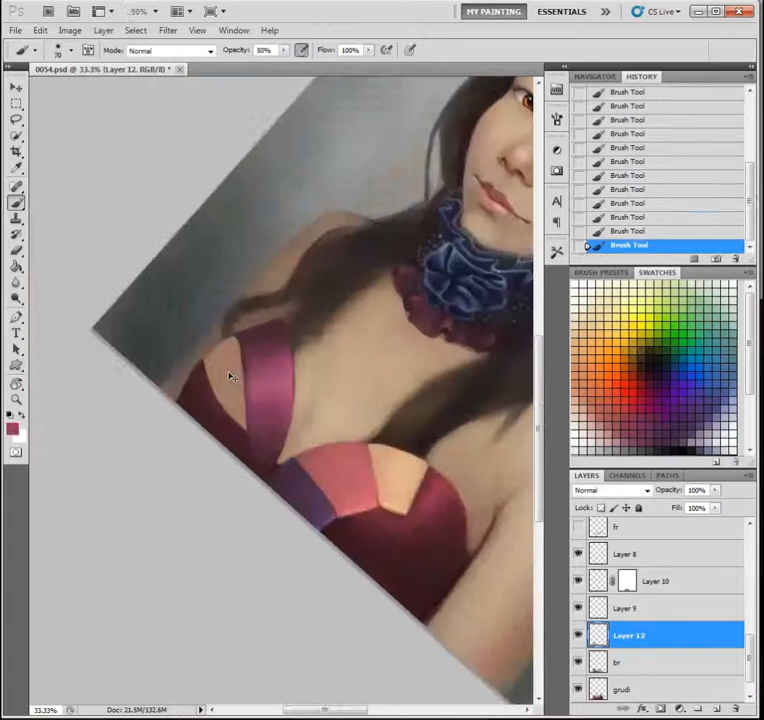 Ps Br Mb 98% MY PAINTING ESSENTIALS CS Live
File Edit Image Layer Select Filter View Window Help
70 Mode: Normal Opacity: 50% Flow: 100%
0054.psd @ 33.3% (Layer 12, RGB/8) *
NAVIGATOR HISTORY
Brush Tool
Brush Tool
Brush Tool
Brush Tool
Brush Tool
Brush Tool
Brush Tool
Brush Tool
Brush Tool
Brush Tool
Brush Tool
Brush Tool
BRUSH PRESETS SWATCHES
LAYERS CHANNELS PATHS
Normal Opacity: 100%
Lock: Fill: 100%
fr
Layer 8
Layer 10
Layer 9
Layer 12
br
grudi
33.33% Doc: 21.5M/132.6M